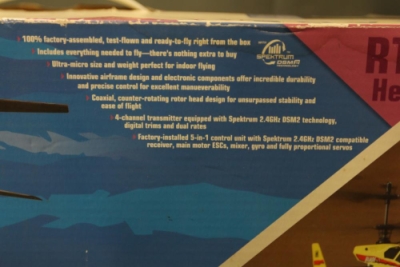 100% factory-assembled, test-flown and ready-to-fly right from the box
Includes everything needed to fly—there's nothing extra to buy
Ultra-micro size and weight perfect for indoor flying
Innovative airframe design and electronic components offer incredible durability
and precise control for excellent maneuverability
Coaxial, counter-rotating rotor head design for unsurpassed stability and
ease of flight
4-channel transmitter equipped with Spektrum 2.4GHz DSM2 technology,
digital trims and dual rates
Factory-installed 5-in-1 control unit with Spektrum 2.4GHz DSM2 compatible
receiver, main motor ESCs, mixer, gyro and fully proportional servos
SPEKTRUM
DSM2
RT
He